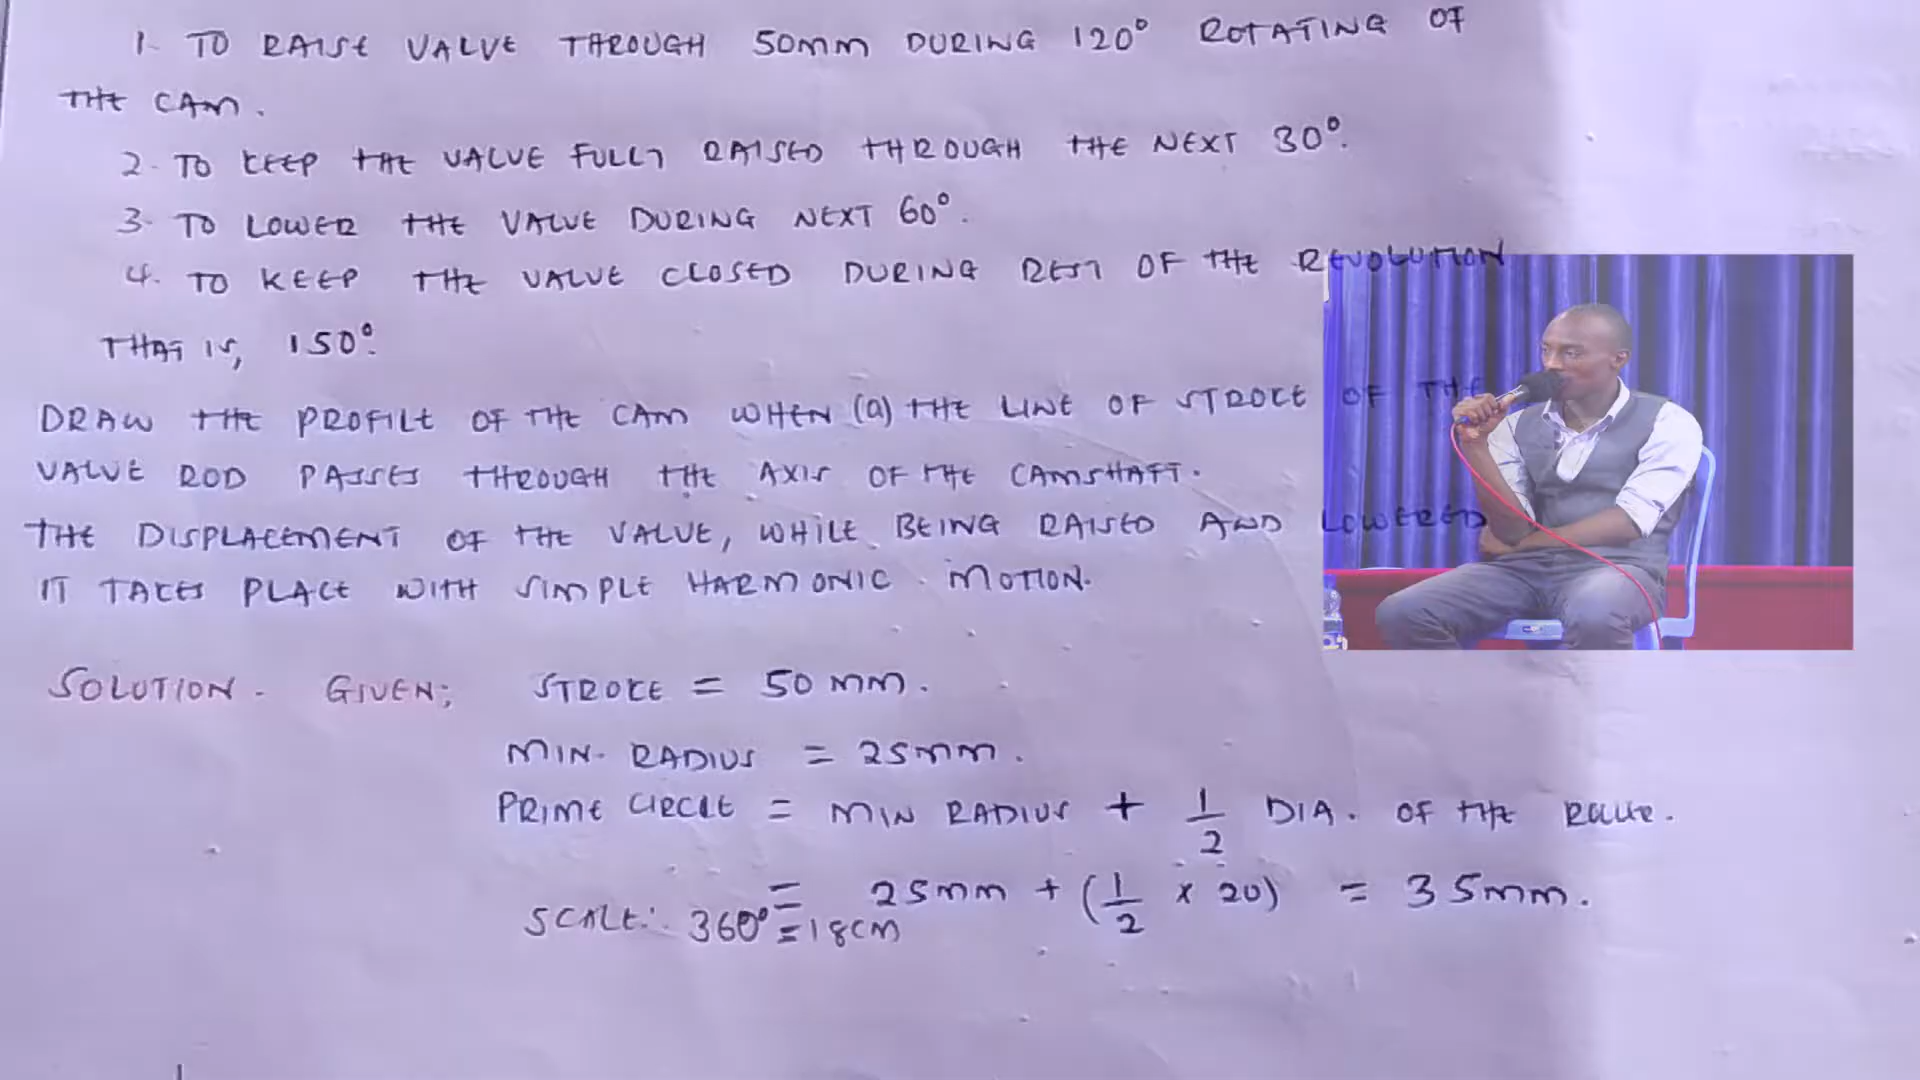 1. TO RAISE VALVE THROUGH 50mm DURING 120° ROTATING OF
THE CAM.
2. TO KEEP THE VALVE FULLY RAISED THROUGH THE NEXT 30°.
3. TO LOWER THE VALVE DURING NEXT 60°.
4. TO KEEP THE VALVE CLOSED DURING REST OF THE REVOLUTION
THAT IS, 150°.
DRAW THE PROFILE OF THE CAM WHEN (a) THE LINE OF STROKE OF THE
VALVE ROD PASSES THROUGH THE AXIS OF THE CAMSHAFT.
THE DISPLACEMENT OF THE VALVE, WHILE BEING RAISED AND LOWERED
IT TAKES PLACE WITH SIMPLE HARMONIC MOTION.
SOLUTION. GIVEN; STROKE = 50 mm.
MIN. RADIUS = 25mm.
PRIME CIRCLE = MIN RADIUS + 1/2 DIA. OF THE
= 25mm + (1/2 × 20) = 35mm.
SCALE: 360° = 18cm